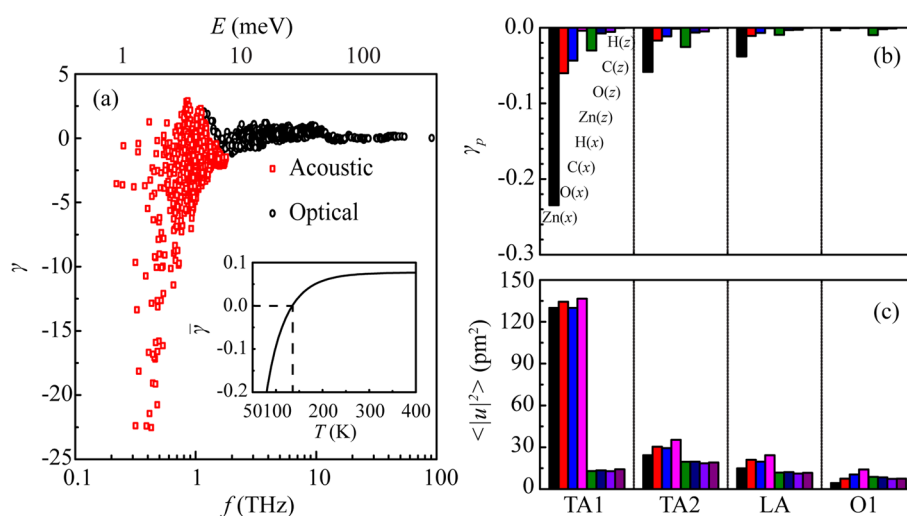 E (meV)
1 10 100
(a)
5
0
-5
-10
-15
-20
-25
γ
Acoustic
Optical
0.1
0.0
-0.1
-0.2
γ̅
50 100 200 300 400
T (K)
0.1 1 10 100
f (THz)
0.0
-0.1
-0.2
-0.3
γp
(b)
H(z)
C(z)
O(z)
Zn(z)
H(x)
C(x)
O(x)
Zn(x)
150
120
90
60
30
0
<|u|²> (pm²)
(c)
TA1 TA2 LA O1